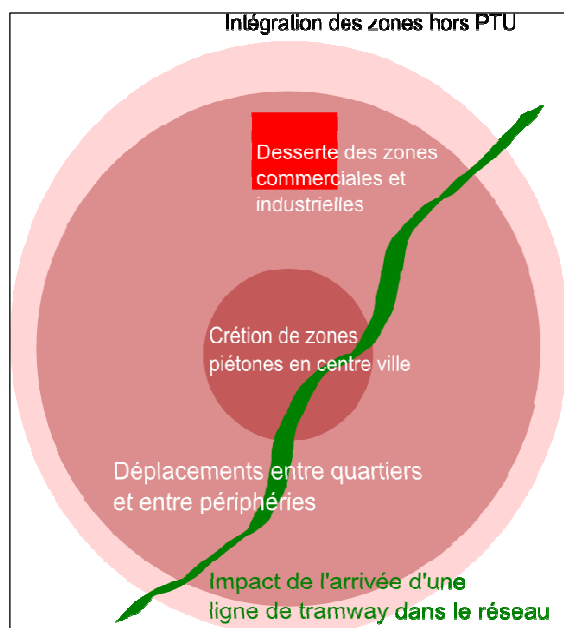 Intégration des zones hors PTU
Desserte des zones
commerciales et
industrielles
Crétion de zones
piétones en centre ville
Déplacements entre quartiers
et entre périphéries
Impact de l'arrivée d'une
ligne de tramway dans le réseau